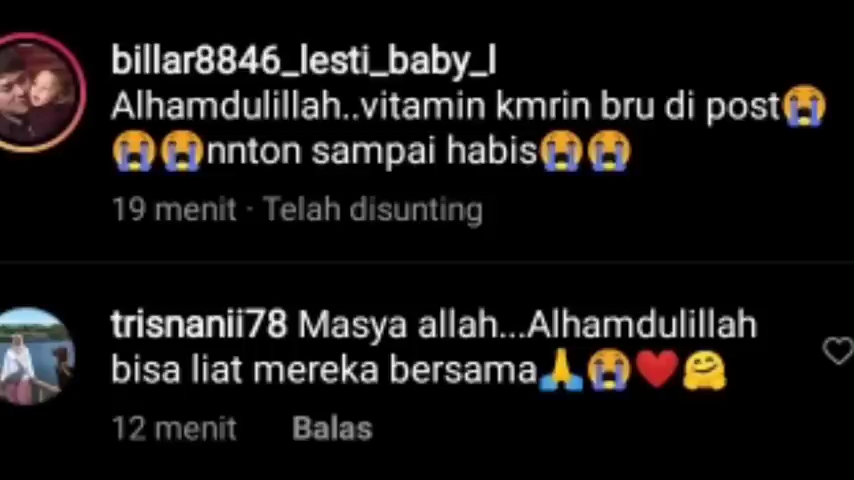 billar8846_lesti_baby_l
Alhamdulillah..vitamin kmrin bru di post😭
😭😭nnton sampai habis😭😭
19 menit · Telah disunting
trisnanii78 Masya allah...Alhamdulillah
bisa liat mereka bersama🙏😭❤️🤗
12 menit Balas